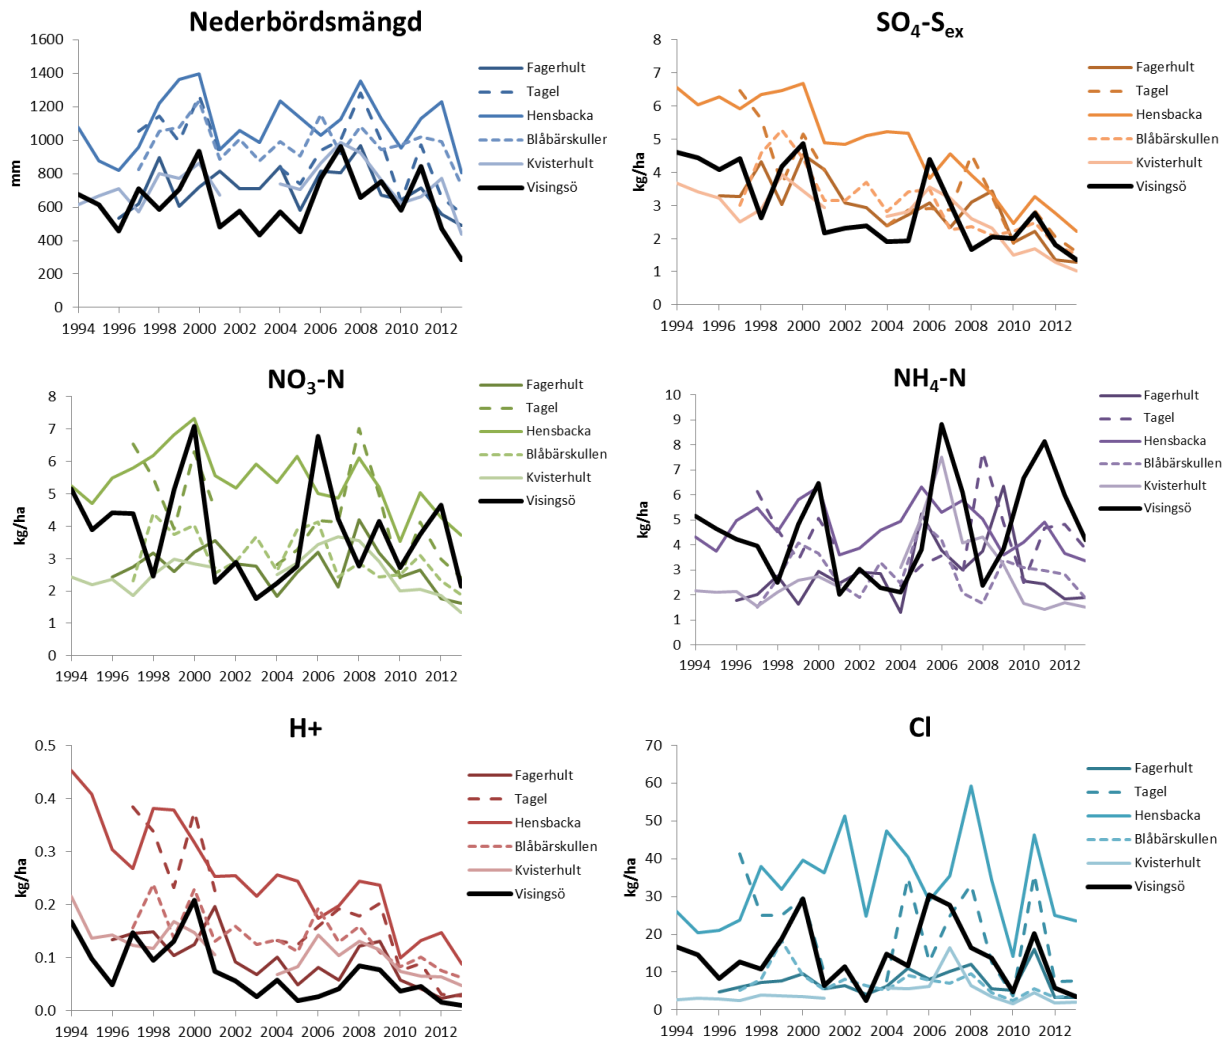 Nederbördsmängd
mm
1600
1400
1200
1000
800
600
400
200
0
1994 1996 1998 2000 2002 2004 2006 2008 2010 2012
Fagerhult
Tagel
Hensbacka
Blåbärskuller
Kvisterhult
Visingsö
SO4-Sex
kg/ha
8
7
6
5
4
3
2
1
0
1994 1996 1998 2000 2002 2004 2006 2008 2010 2012
Fagerhult
Tagel
Hensbacka
Blåbärskullen
Kvisterhult
Visingsö
NO3-N
kg/ha
8
7
6
5
4
3
2
1
0
1994 1996 1998 2000 2002 2004 2006 2008 2010 2012
Fagerhult
Tagel
Hensbacka
Blåbärskullen
Kvisterhult
Visingsö
NH4-N
kg/ha
10
9
8
7
6
5
4
3
2
1
0
1994 1996 1998 2000 2002 2004 2006 2008 2010 2012
Fagerhult
Tagel
Hensbacka
Blåbärskullen
Kvisterhult
Visingsö
H+
kg/ha
0.5
0.4
0.3
0.2
0.1
0.0
1994 1996 1998 2000 2002 2004 2006 2008 2010 2012
Fagerhult
Tagel
Hensbacka
Blåbärskullen
Kvisterhult
Visingsö
Cl
kg/ha
70
60
50
40
30
20
10
0
1994 1996 1998 2000 2002 2004 2006 2008 2010 2012
Fagerhult
Tagel
Hensbacka
Blåbärskullen
Kvisterhult
Visingsö